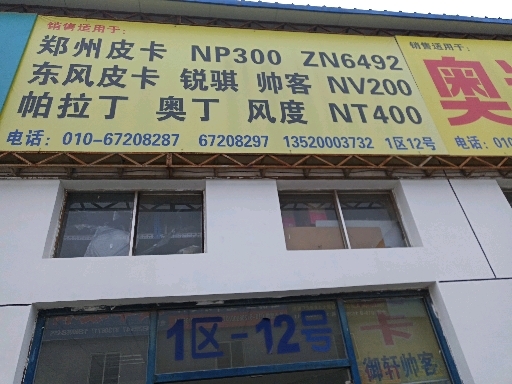 销售适用于:
郑州皮卡 NP300 ZN6492
东风皮卡 锐骐 帅客 NV200
帕拉丁 奥丁 风度 NT400
电话: 010-67208287 67208297 13520003732 1区12号
销售适用于:
奥
电话: 010
1区-12号
卡
御轩帅客